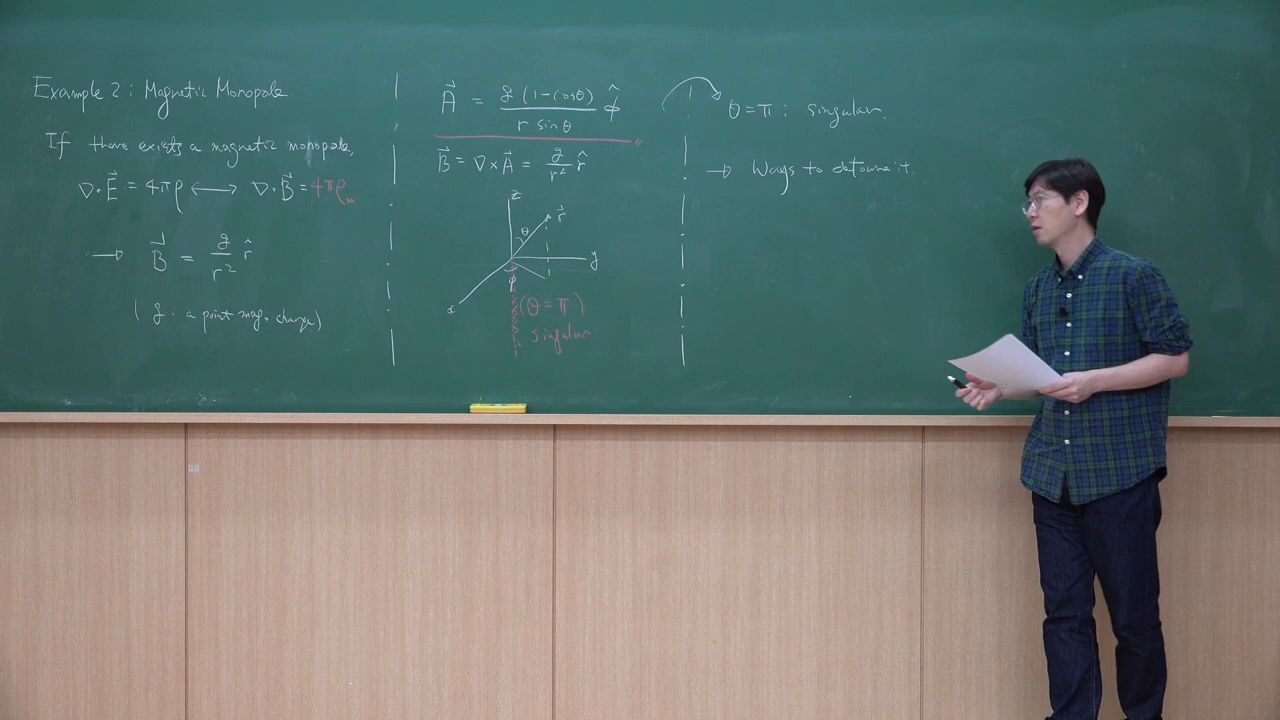 Example 2 : Magnetic Monopole
If there exists a magnetic monopole,
∇·E⃗ = 4πρ ⟷ ∇·B⃗ = 4πρₘ
→ B⃗ = g/r² r̂
( g : a point mag. charge)
A⃗ = g (1-cosθ)/(r sinθ) φ̂
B⃗ = ∇×A⃗ = g/r² r̂
z
r⃗
θ
y
φ
x
(θ = π)
singular
θ = π : singular.
→ Ways to detoure it.